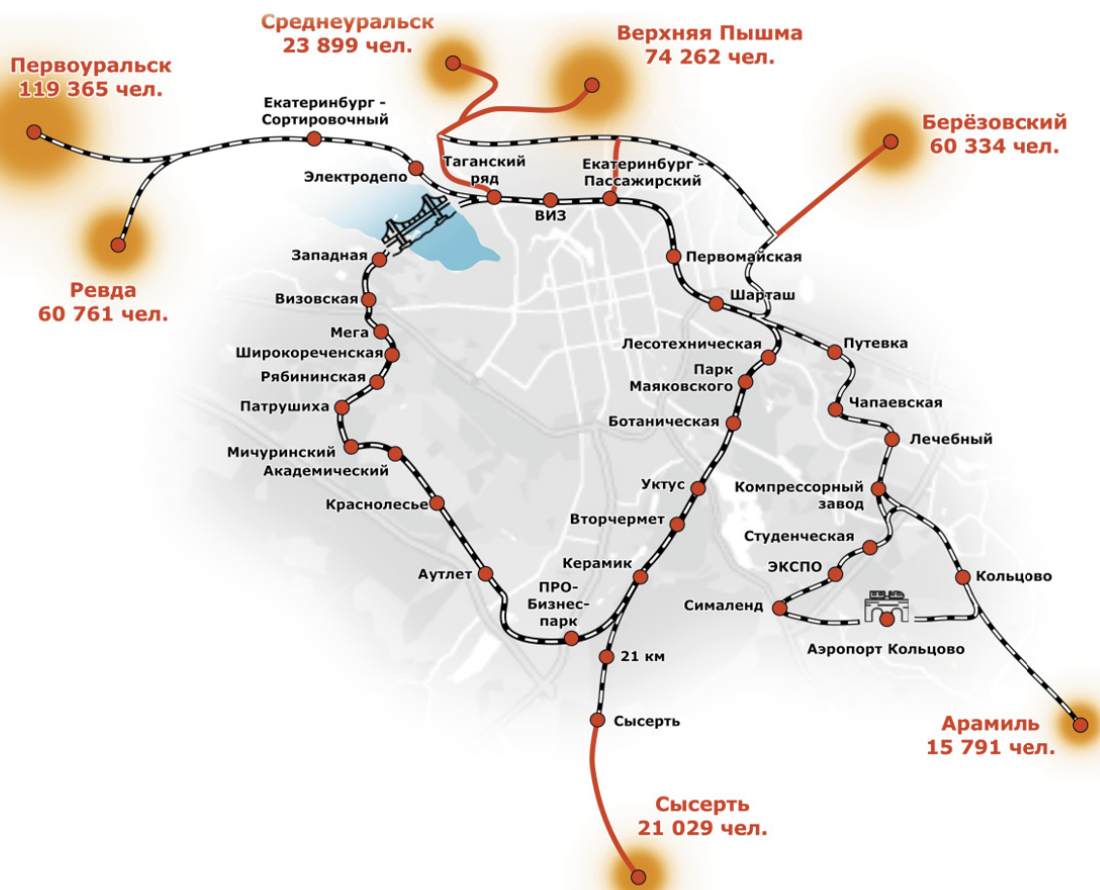 Среднеуральск
23 899 чел.
Верхняя Пышма
74 262 чел.
Первоуральск
119 365 чел.
Екатеринбург -
Сортировочный
Берёзовский
60 334 чел.
Электродепо
Таганский
ряд
Екатеринбург -
Пассажирский
ВИЗ
Западная
Первомайская
Ревда
60 761 чел.
Визовская
Шарташ
Мега
Лесотехническая
Путевка
Широкореченская
Парк
Маяковского
Рябининская
Патрушиха
Чапаевская
Ботаническая
Лечебный
Мичуринский
Академический
Уктус
Компрессорный
завод
Краснолесье
Вторчермет
Студенческая
Керамик
ЭКСПО
Аутлет
Кольцово
ПРО-
Бизнес-
парк
Сималенд
21 км
Аэропорт Кольцово
Сысерть
Арамиль
15 791 чел.
Сысерть
21 029 чел.